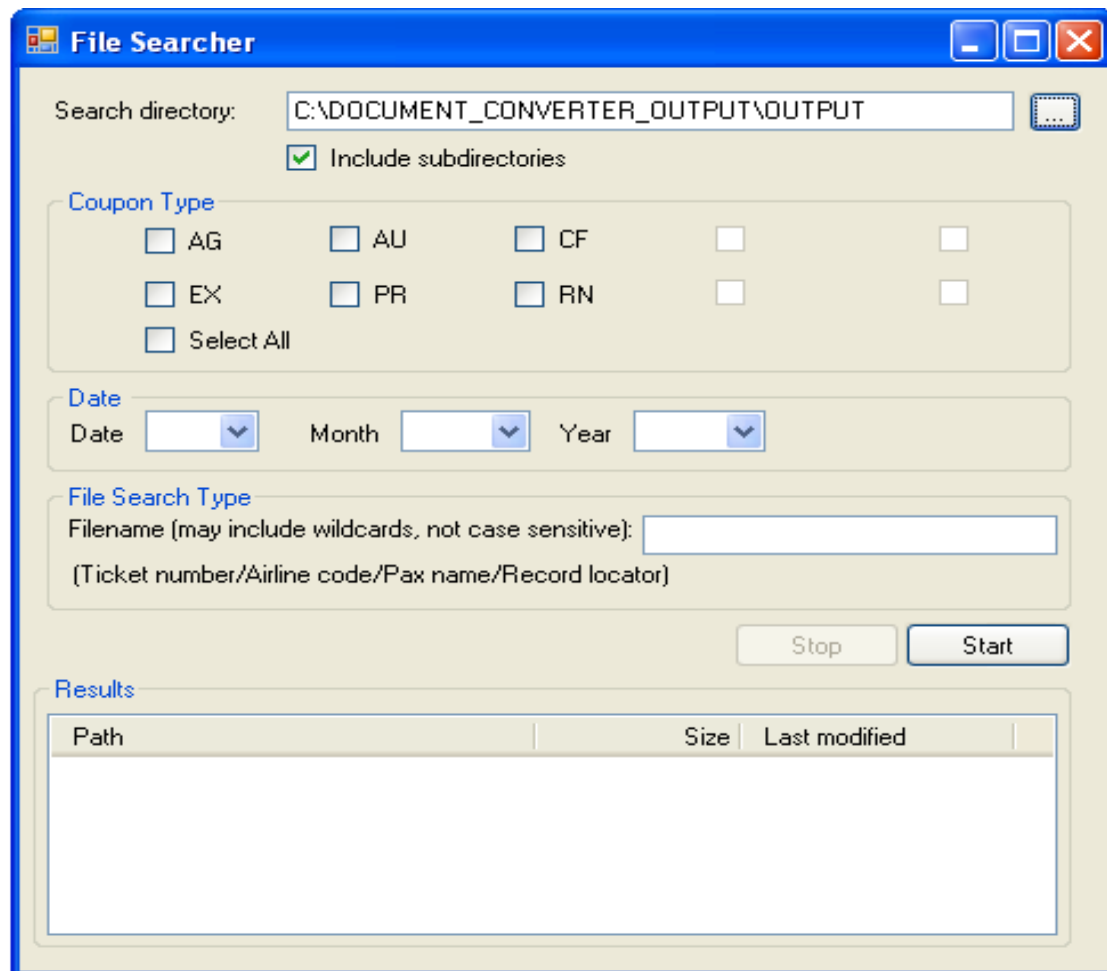 File Searcher
Search directory: C:\DOCUMENT_CONVERTER_OUTPUT\OUTPUT ...
Include subdirectories
Coupon Type
AG AU CF
EX PR RN
Select All
Date
Date Month Year
File Search Type
Filename (may include wildcards, not case sensitive):
(Ticket number/Airline code/Pax name/Record locator)
Stop Start
Results
Path Size Last modified